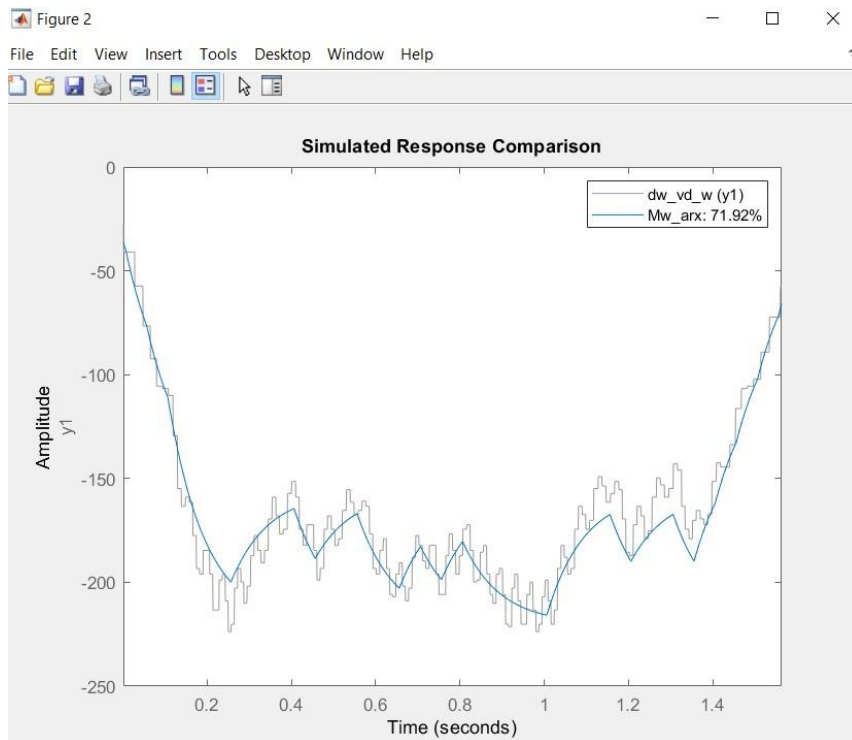 Figure 2
File Edit View Insert Tools Desktop Window Help
Simulated Response Comparison
dw_vd_w (y1)
Mw_arx: 71.92%
0
-50
-100
-150
-200
-250
Amplitude
y1
0.2 0.4 0.6 0.8 1 1.2 1.4
Time (seconds)